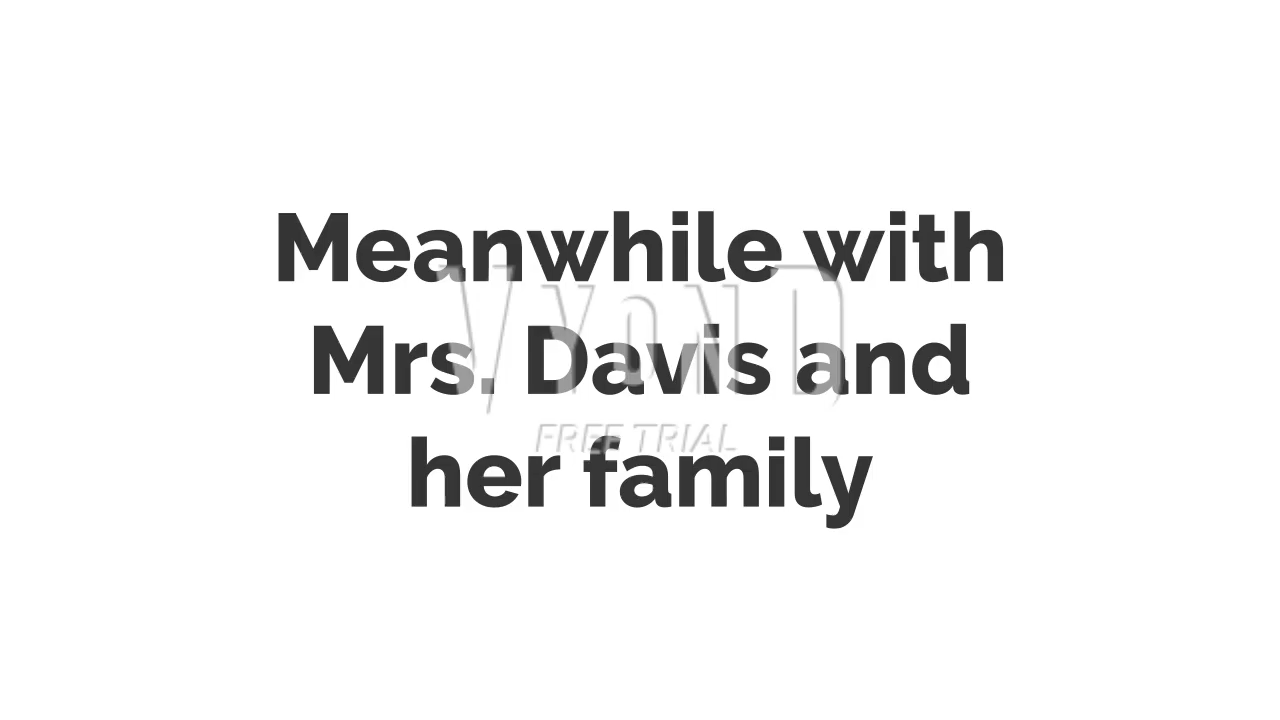 Meanwhile with
VYOND
Mrs. Davis and
FREE TRIAL
her family